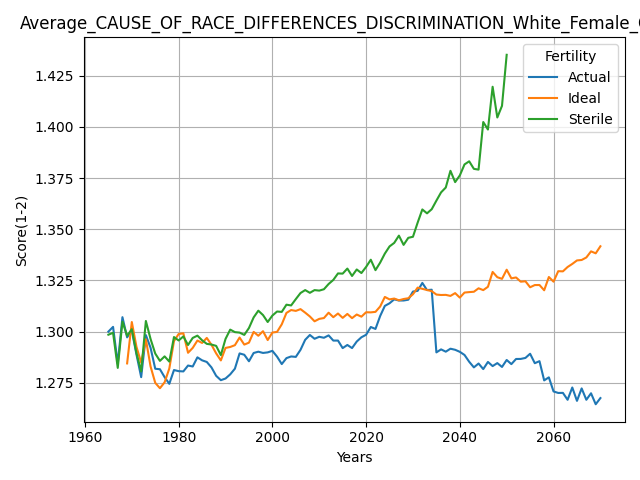 Average_CAUSE_OF_RACE_DIFFERENCES_DISCRIMINATION_White_Female_
Fertility
Actual
Ideal
Sterile
Score(1-2)
1.425
1.400
1.375
1.350
1.325
1.300
1.275
1960
1980
2000
2020
2040
2060
Years